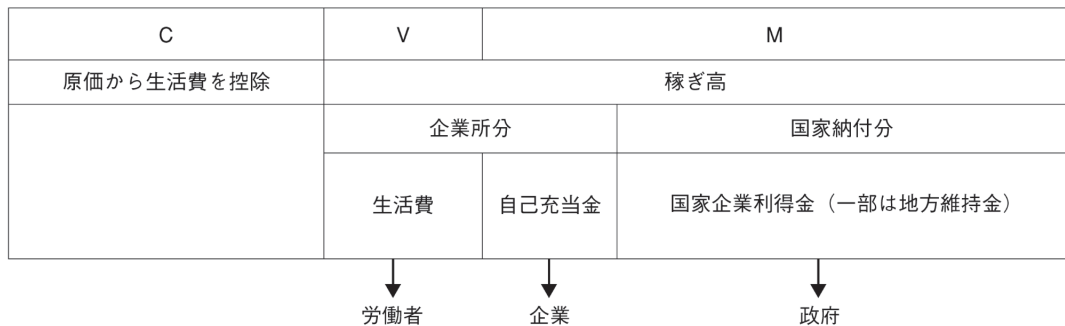 C V M
原価から生活費を控除 稼ぎ高
企業所分 国家納付分
生活費 自己充当金 国家企業利得金（一部は地方維持金）
労働者 企業 政府